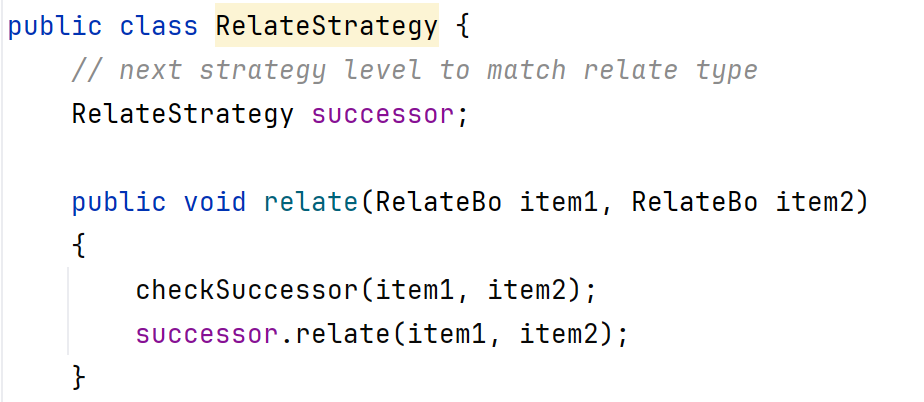 public class RelateStrategy {
// next strategy level to match relate type
RelateStrategy successor;
public void relate(RelateBo item1, RelateBo item2)
{
checkSuccessor(item1, item2);
successor.relate(item1, item2);
}